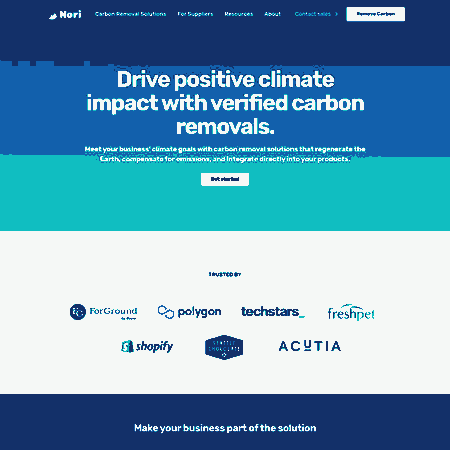 Nori Carbon Removal Solutions For Suppliers Resources About Contact sales Remove Carbon
Drive positive climate
impact with verified carbon
removals.
Meet your business' climate goals with carbon removal solutions that regenerate the
Earth, compensate for emissions, and integrate directly into your products.
Get started
TRUSTED BY
ForGround polygon techstars_ freshpet
by Bayer
shopify SEATTLE CHOCOLATE ACUTIA
Make your business part of the solution